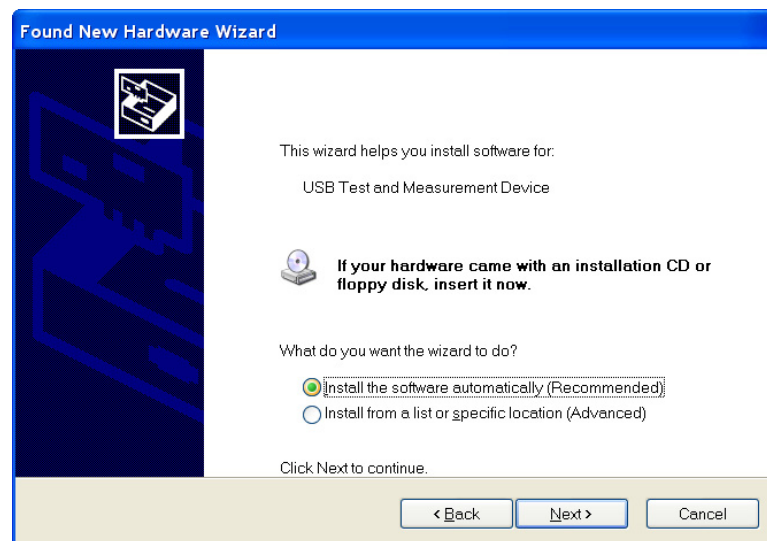 Found New Hardware Wizard
This wizard helps you install software for:
USB Test and Measurement Device
If your hardware came with an installation CD or
floppy disk, insert it now.
What do you want the wizard to do?
Install the software automatically (Recommended)
Install from a list or specific location (Advanced)
Click Next to continue.
< Back
Next >
Cancel